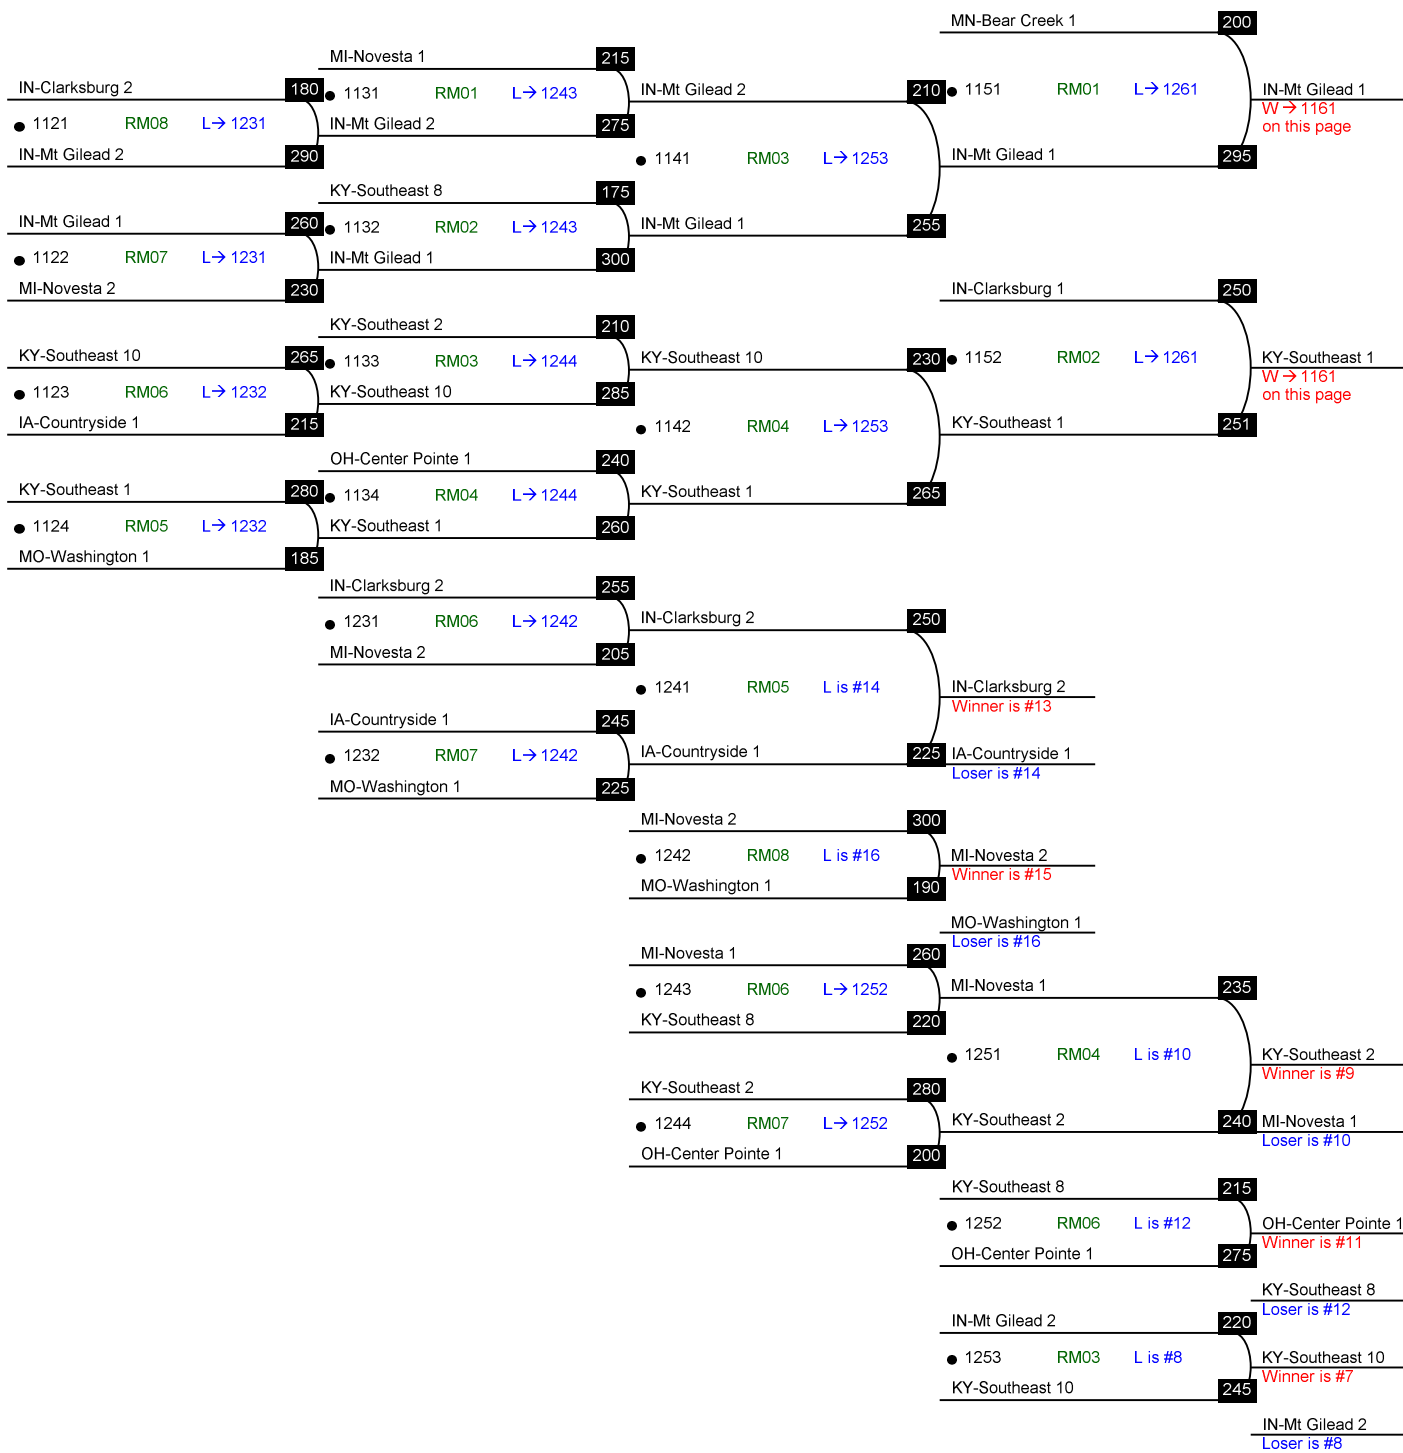 MN-Bear Creek 1 200
MI-Novesta 1 215
IN-Clarksburg 2 180
1131 RM01 L→ 1243
IN-Mt Gilead 2 210
1151 RM01 L→ 1261
IN-Mt Gilead 1
W → 1161
on this page
1121 RM08 L→ 1231
IN-Mt Gilead 2 275
IN-Mt Gilead 2 290
1141 RM03 L→ 1253
IN-Mt Gilead 1 295
KY-Southeast 8 175
IN-Mt Gilead 1 260
1132 RM02 L→ 1243
IN-Mt Gilead 1 255
1122 RM07 L→ 1231
IN-Mt Gilead 1 300
MI-Novesta 2 230
IN-Clarksburg 1 250
KY-Southeast 2 210
KY-Southeast 10 265
1133 RM03 L→ 1244
KY-Southeast 10 230
1152 RM02 L→ 1261
KY-Southeast 1
W → 1161
on this page
1123 RM06 L→ 1232
KY-Southeast 10 285
IA-Countryside 1 215
1142 RM04 L→ 1253
KY-Southeast 1 251
OH-Center Pointe 1 240
KY-Southeast 1 280
1134 RM04 L→ 1244
KY-Southeast 1 265
1124 RM05 L→ 1232
KY-Southeast 1 260
MO-Washington 1 185
IN-Clarksburg 2 255
1231 RM06 L→ 1242
IN-Clarksburg 2 250
MI-Novesta 2 205
1241 RM05 L is #14
IN-Clarksburg 2
Winner is #13
IA-Countryside 1 245
1232 RM07 L→ 1242
IA-Countryside 1 225
IA-Countryside 1
Loser is #14
MO-Washington 1 225
MI-Novesta 2 300
1242 RM08 L is #16
MI-Novesta 2
Winner is #15
MO-Washington 1 190
MO-Washington 1
Loser is #16
MI-Novesta 1 260
1243 RM06 L→ 1252
MI-Novesta 1 235
KY-Southeast 8 220
1251 RM04 L is #10
KY-Southeast 2
Winner is #9
KY-Southeast 2 280
1244 RM07 L→ 1252
KY-Southeast 2 240
MI-Novesta 1
Loser is #10
OH-Center Pointe 1 200
KY-Southeast 8 215
1252 RM06 L is #12
OH-Center Pointe 1
Winner is #11
OH-Center Pointe 1 275
KY-Southeast 8
Loser is #12
IN-Mt Gilead 2 220
1253 RM03 L is #8
KY-Southeast 10
Winner is #7
KY-Southeast 10 245
IN-Mt Gilead 2
Loser is #8